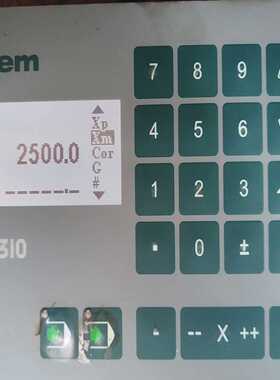 em
7 8 9
Xp
Xm
Cor
G
#
2500.0
4 5 6
1 2 3
310
. 0 ±
- -- X ++